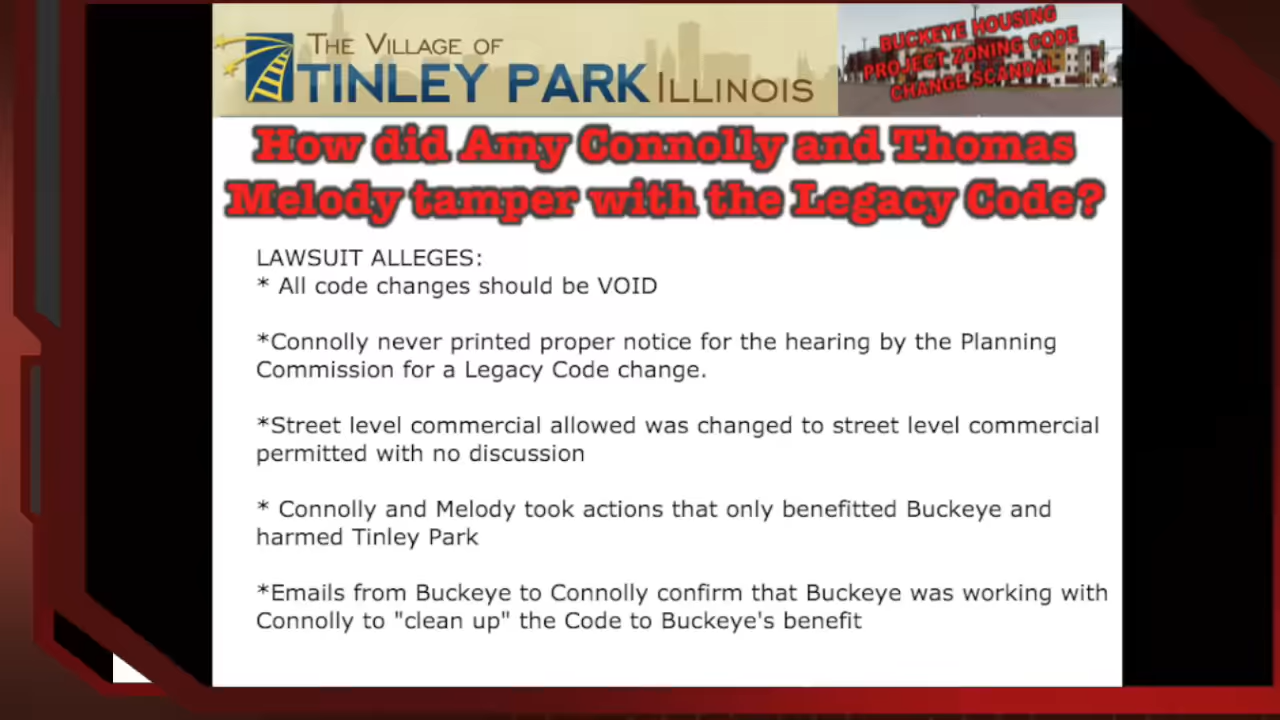 THE VILLAGE OF
TINLEY PARK ILLINOIS
BUCKEYE HOUSING
PROJECT ZONING CODE
CHANGE SCANDAL
How did Amy Connolly and Thomas
Melody tamper with the Legacy Code?
LAWSUIT ALLEGES:
* All code changes should be VOID
*Connolly never printed proper notice for the hearing by the Planning
Commission for a Legacy Code change.
*Street level commercial allowed was changed to street level commercial
permitted with no discussion
* Connolly and Melody took actions that only benefitted Buckeye and
harmed Tinley Park
*Emails from Buckeye to Connolly confirm that Buckeye was working with
Connolly to "clean up" the Code to Buckeye's benefit